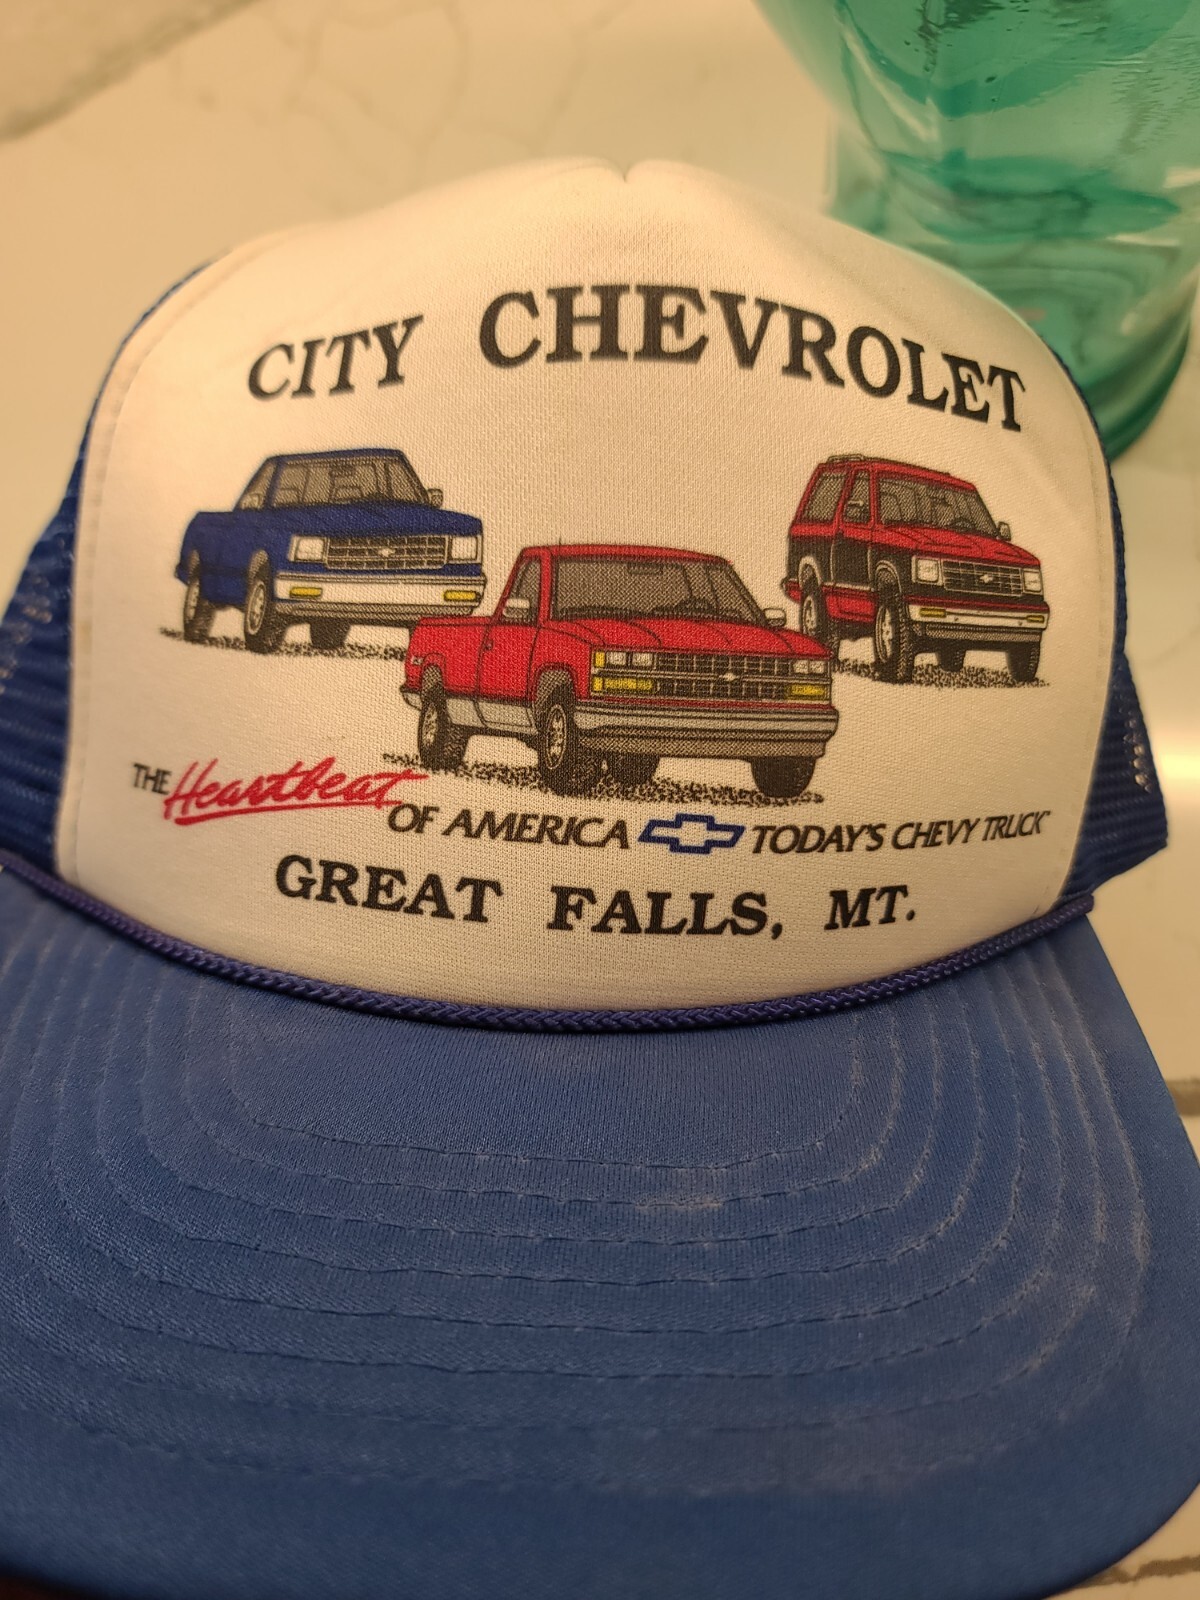 CITY CHEVROLET
THE Heartbeat
OF AMERICA TODAY'S CHEVY TRUCK
GREAT FALLS, MT.